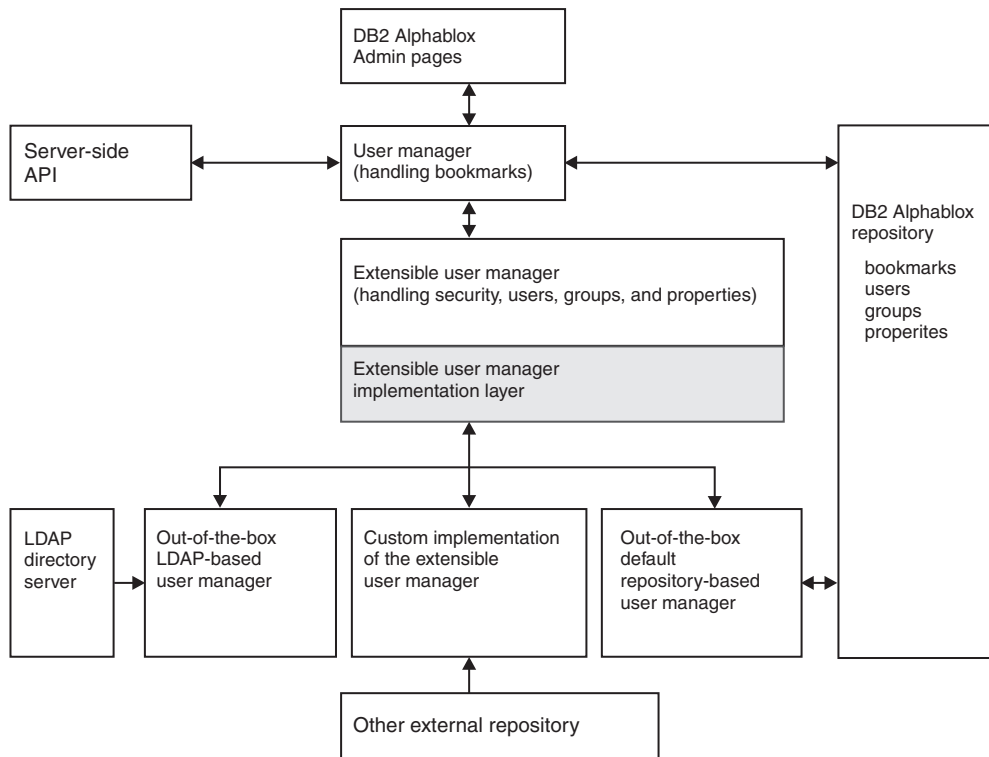 DB2 Alphablox
Admin pages
Server-side
API
User manager
(handling bookmarks)
DB2 Alphablox
repository
bookmarks
users
groups
properites
Extensible user manager
(handling security, users, groups, and properties)
Extensible user manager
implementation layer
LDAP
directory
server
Out-of-the-box
LDAP-based
user manager
Custom implementation
of the extensible
user manager
Out-of-the-box
default
repository-based
user manager
Other external repository